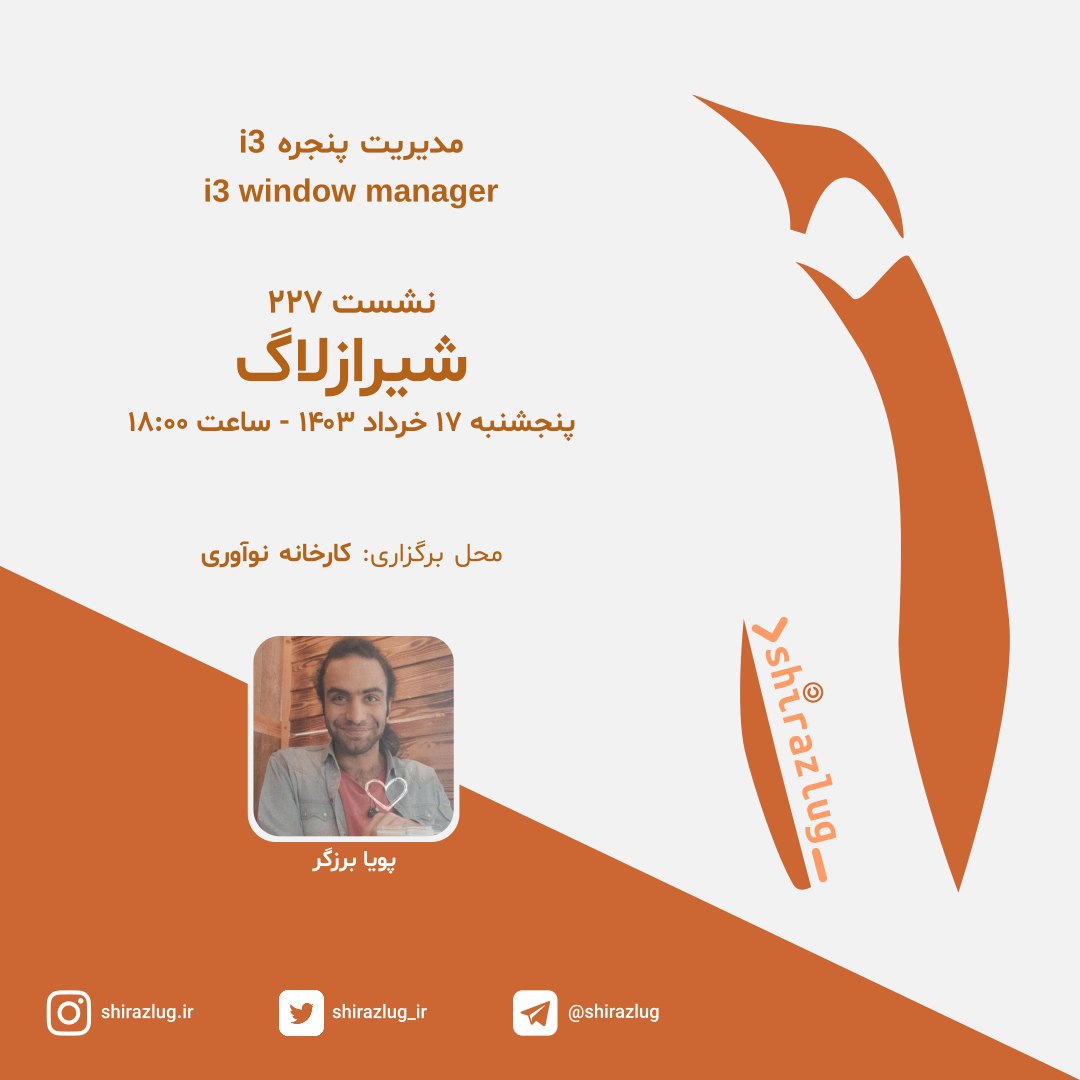 مدیریت پنجره i3
i3 window manager
نشست ۲۲۷
شیرازلاگ
پنجشنبه ۱۷ خرداد ۱۴۰۳ - ساعت ۱۸:۰۰
محل برگزاری: کارخانه نوآوری
>shirazlug_
©
پویا برزگر
shirazlug.ir
shirazlug_ir
@shirazlug